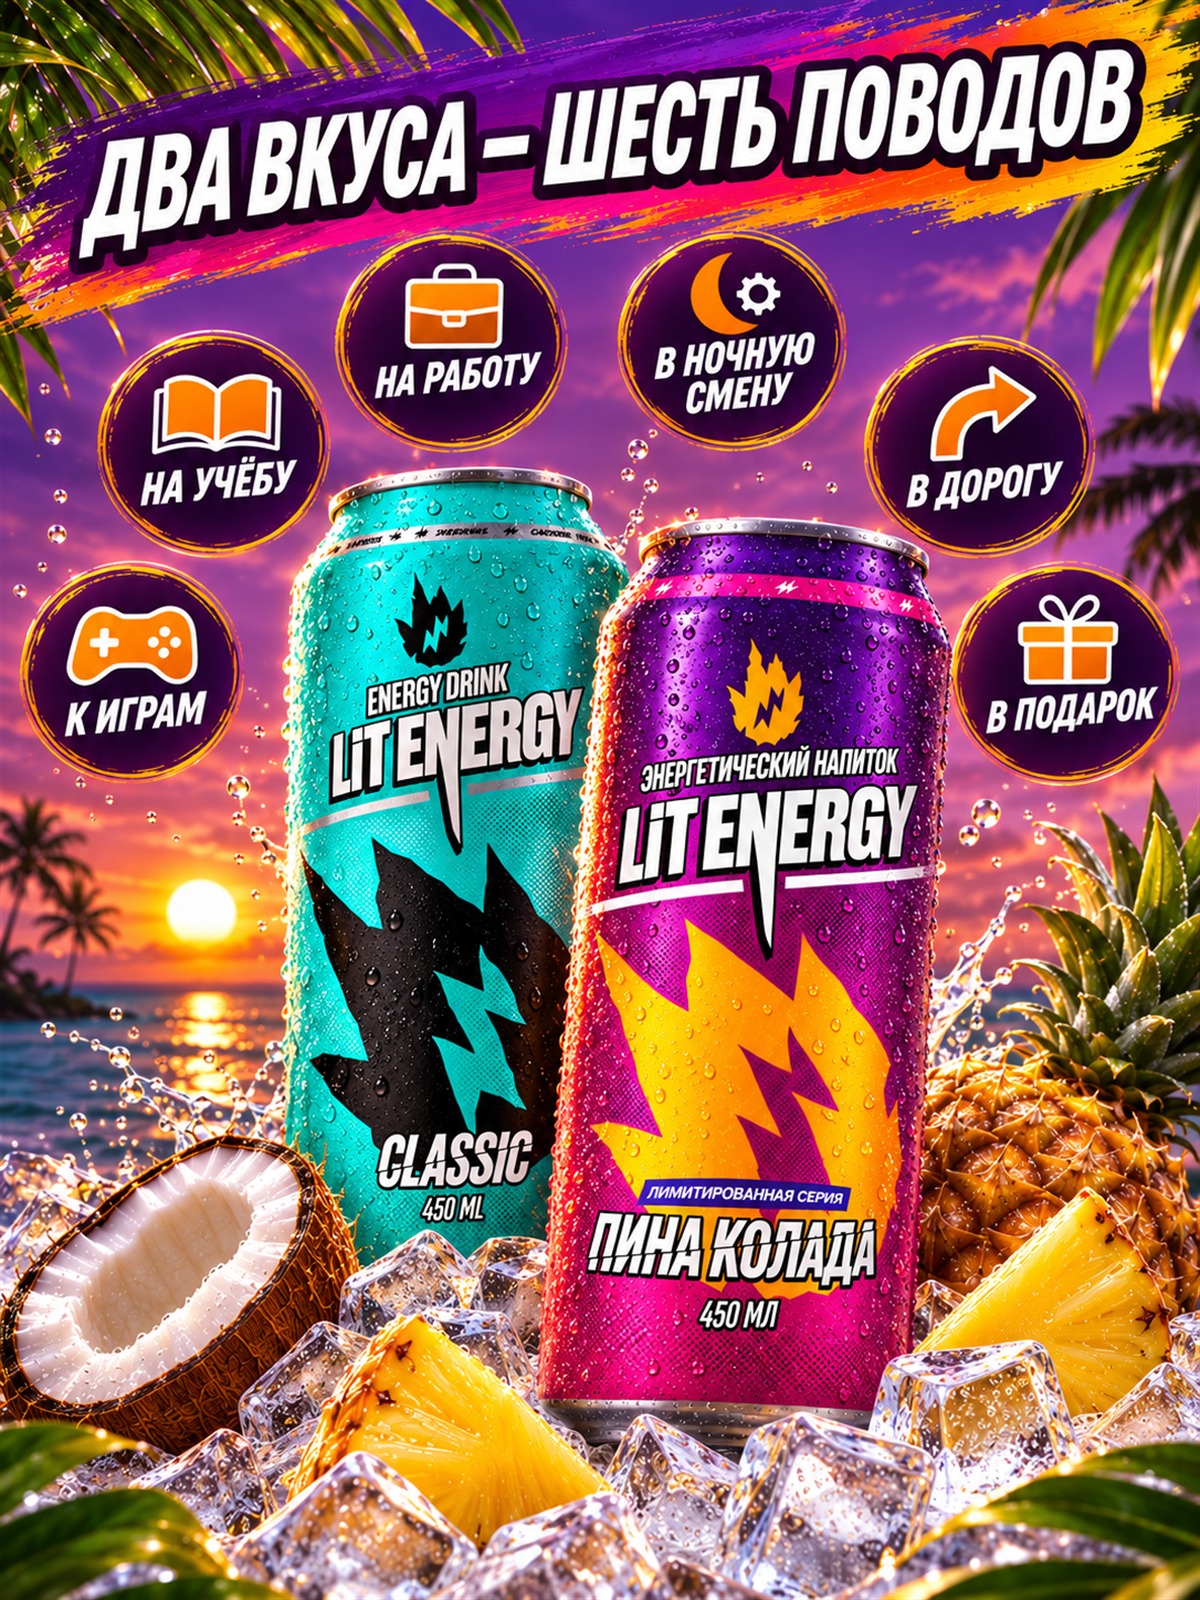 ДВА ВКУСА – ШЕСТЬ ПОВОДОВ
НА РАБОТУ
В НОЧНУЮ
СМЕНУ
НА УЧЁБУ
В ДОРОГУ
К ИГРАМ
В ПОДАРОК
ENERGY DRINK
LIT ENERGY
CLASSIC
450 ML
ЭНЕРГЕТИЧЕСКИЙ НАПИТОК
LIT ENERGY
ЛИМИТИРОВАННАЯ СЕРИЯ
ПИНА КОЛАДА
450 МЛ